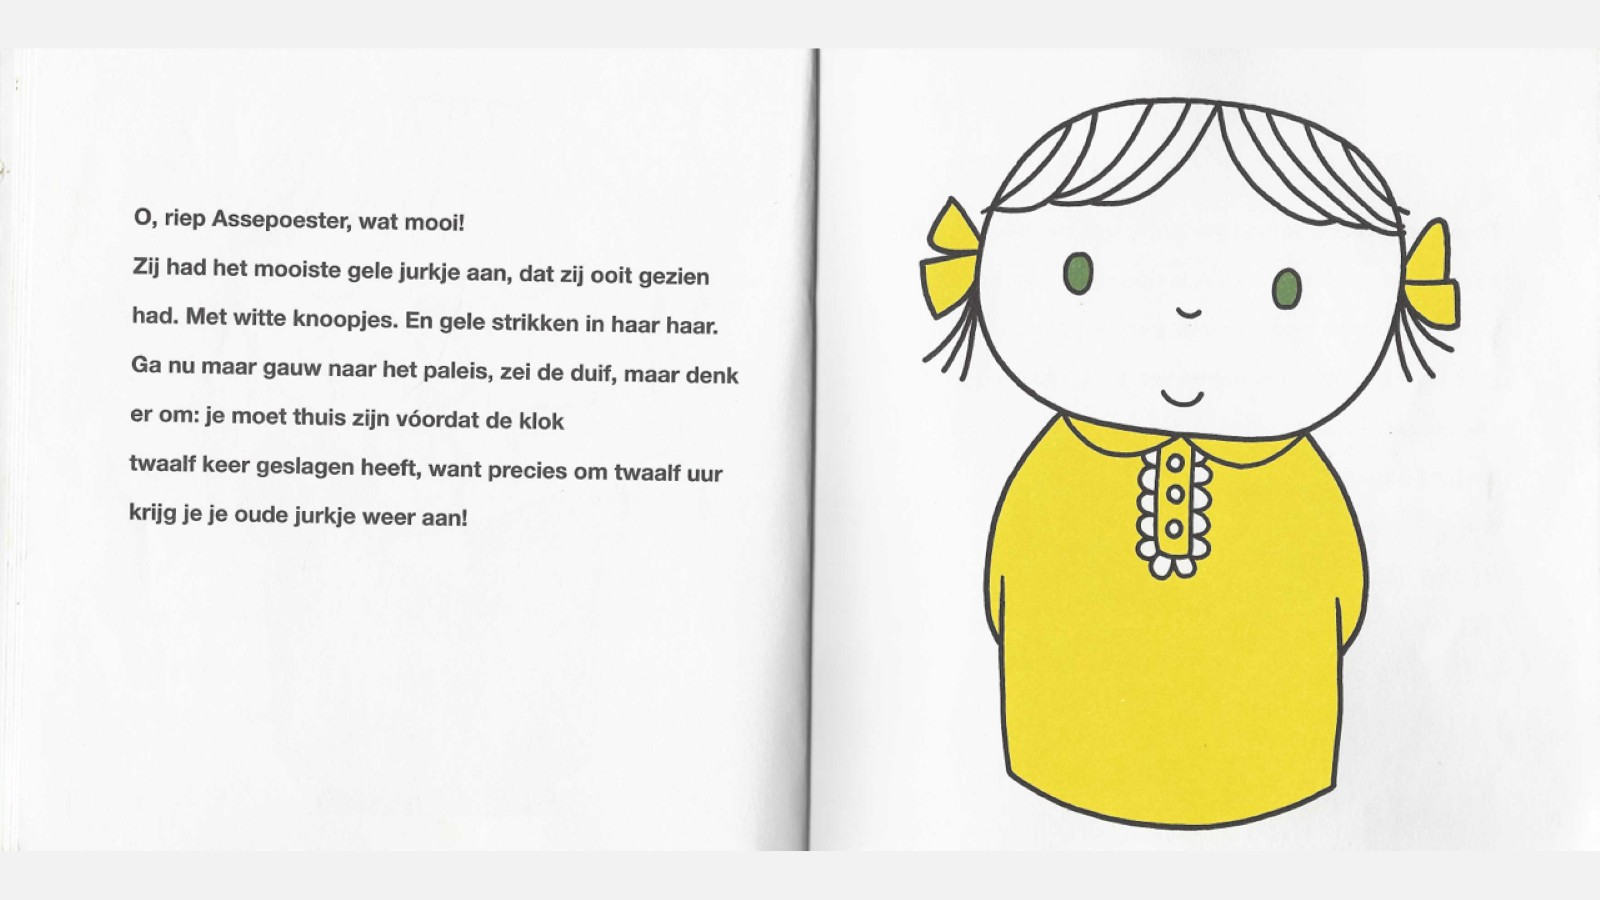 O, riep Assepoester, wat mooi!
Zij had het mooiste gele jurkje aan, dat zij ooit gezien
had. Met witte knoopjes. En gele strikken in haar haar.
Ga nu maar gauw naar het paleis, zei de duif, maar denk
er om: je moet thuis zijn vóordat de klok
twaalf keer geslagen heeft, want precies om twaalf uur
krijg je je oude jurkje weer aan!